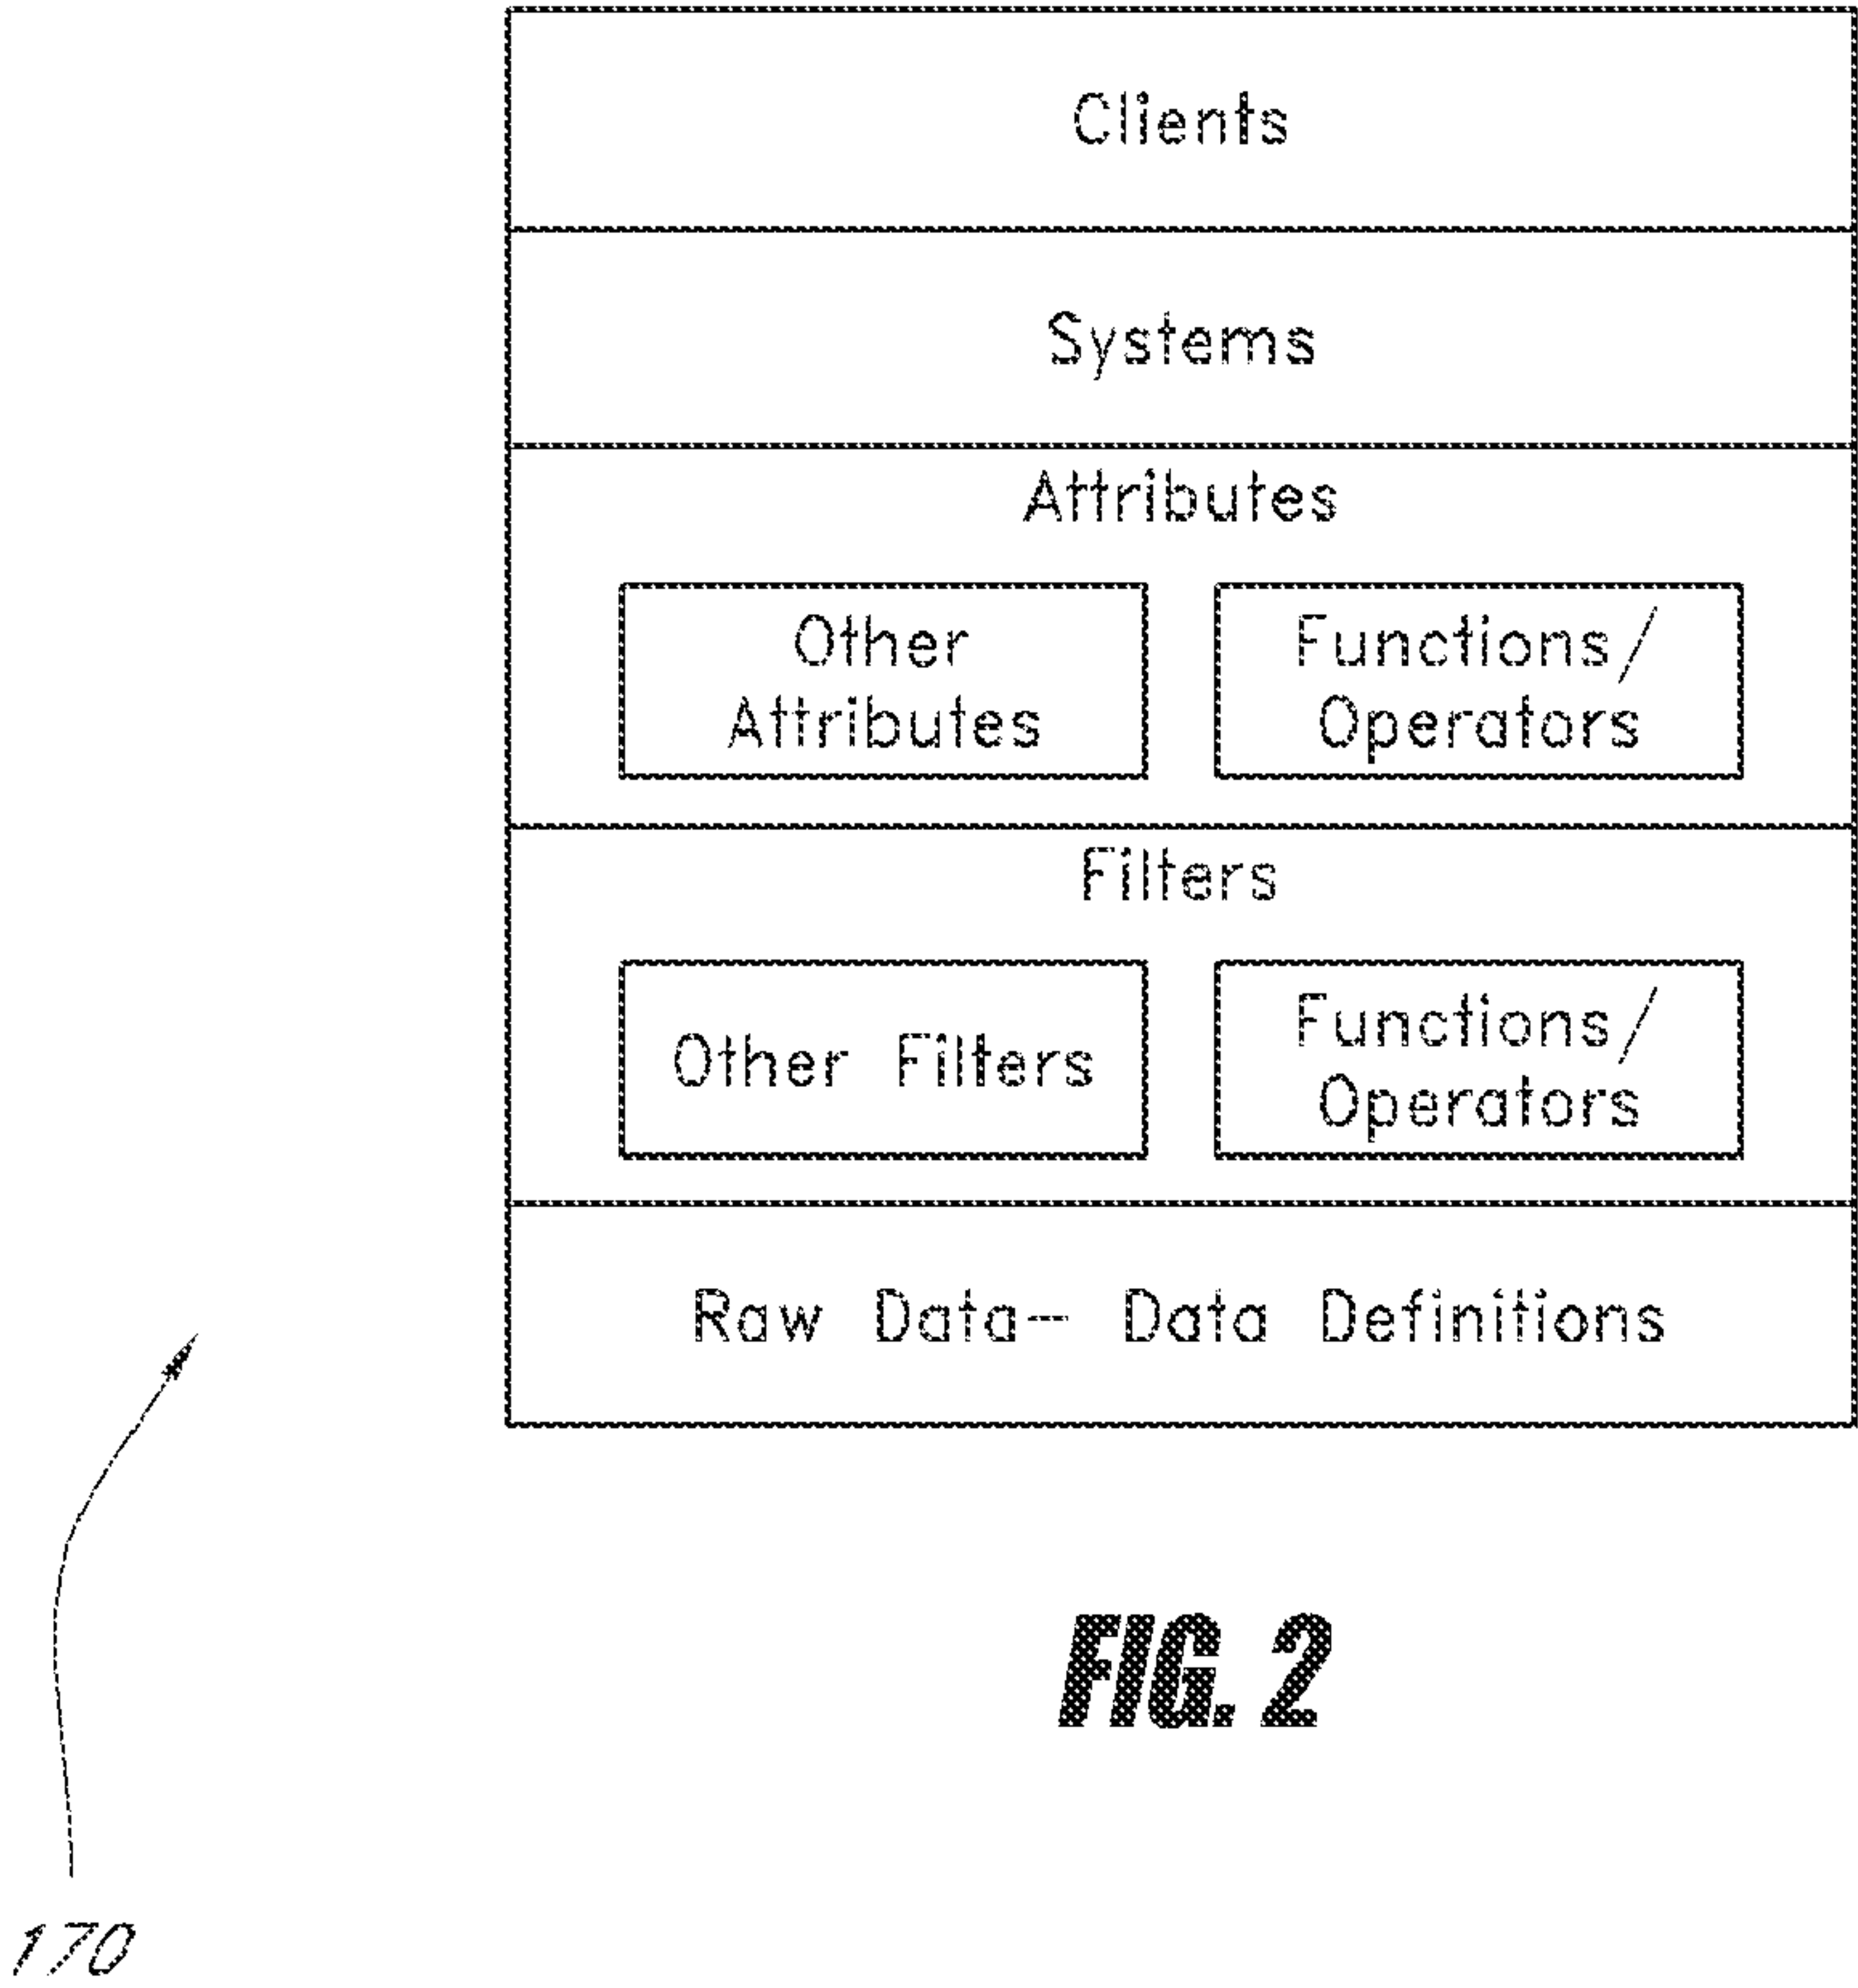 Clients
Systems
Attributes
Other
Attributes
Functions/
Operators
Filters
Other Filters
Functions/
Operators
Raw Data-- Data Definitions
FIG. 2
170